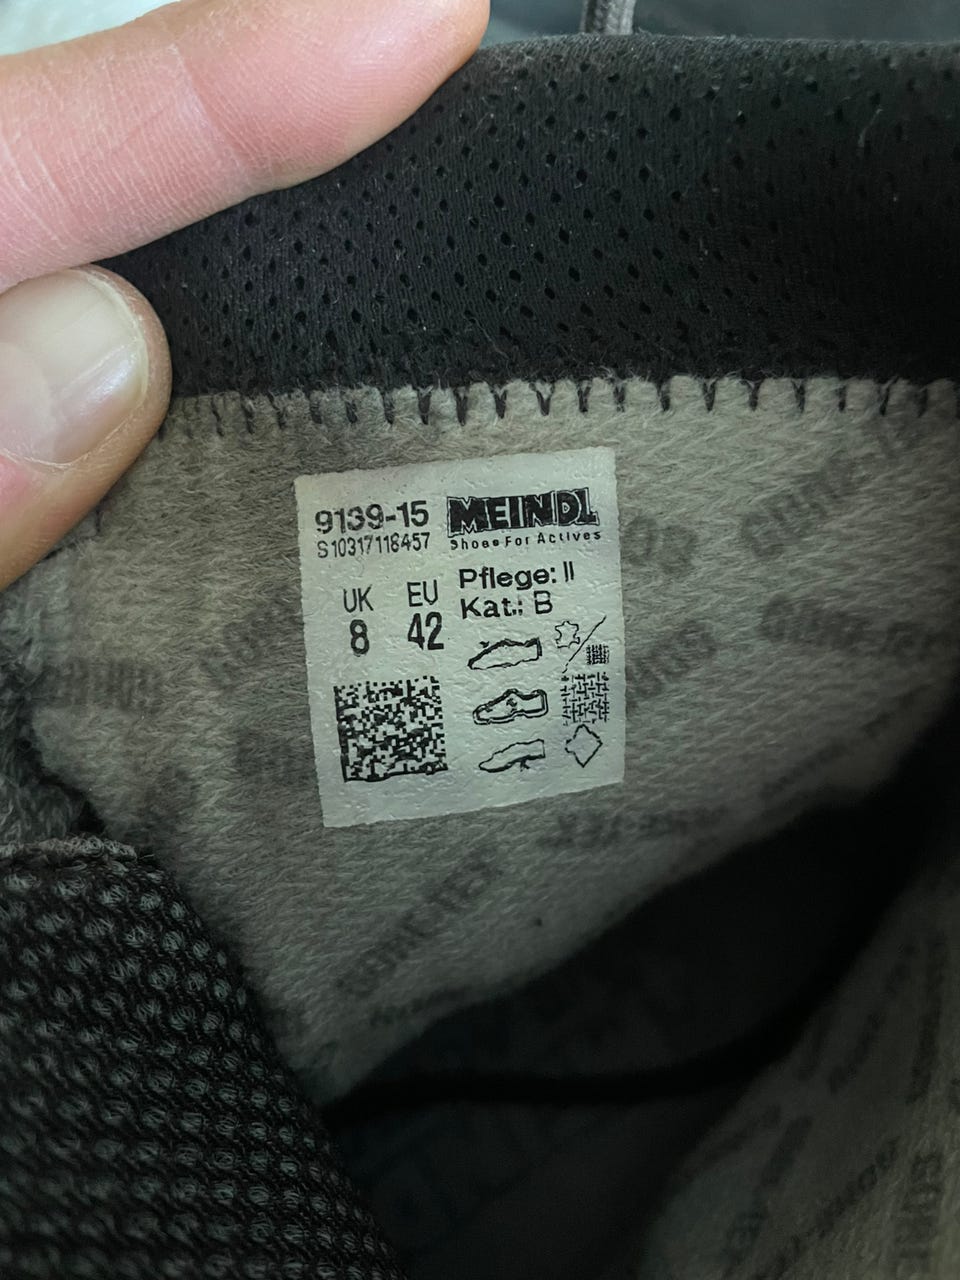 9139-15
S10317118457
MEINDL
Shoes For Actives
UK
8
EU
42
Pflege: II
Kat.: B